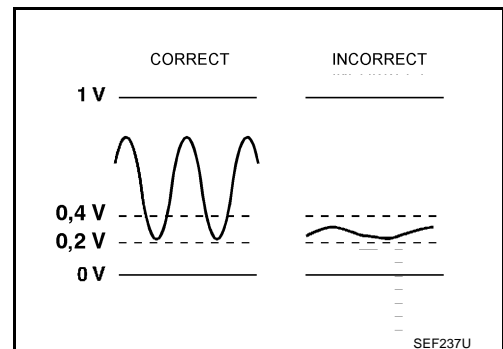 CORRECT INCORRECT
1 V
0,4 V
0,2 V
0 V
SEF237U